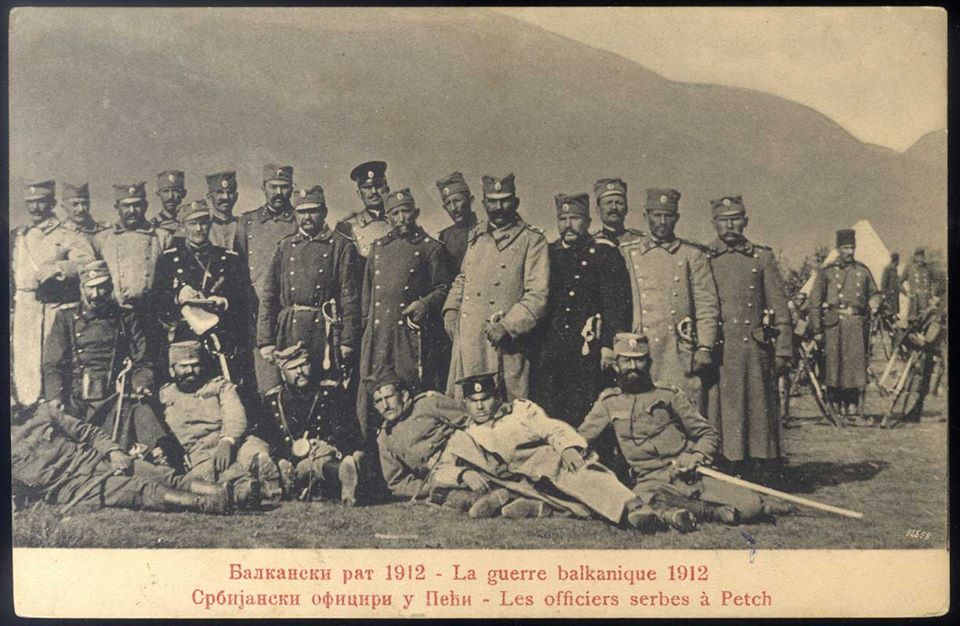 Балкански рат 1912 - La guerre balkanique 1912
Србијански официри у Пећи - Les officiers serbes à Petch